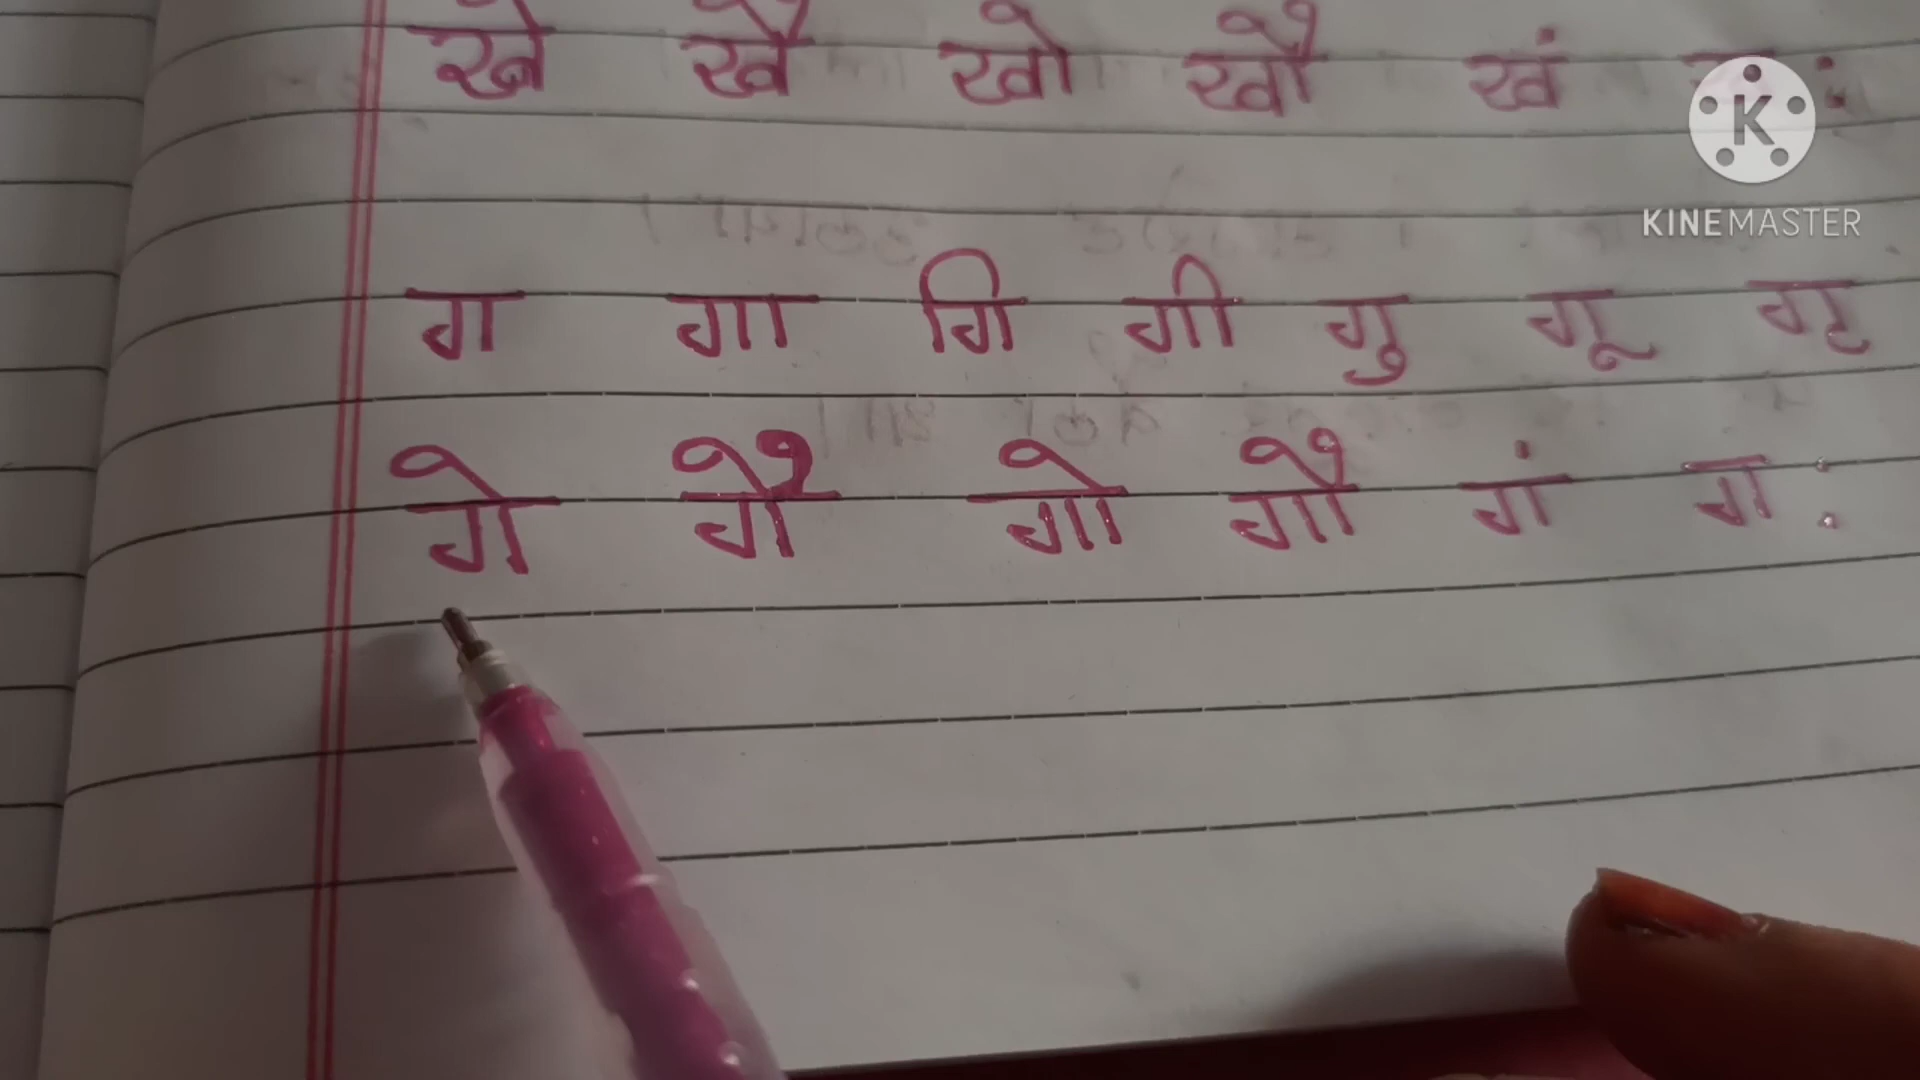 खे खै खो खौ खं
K
KINEMASTER
ग गा गि गी गु गू गृ
गे गै गो गौ गं ग: